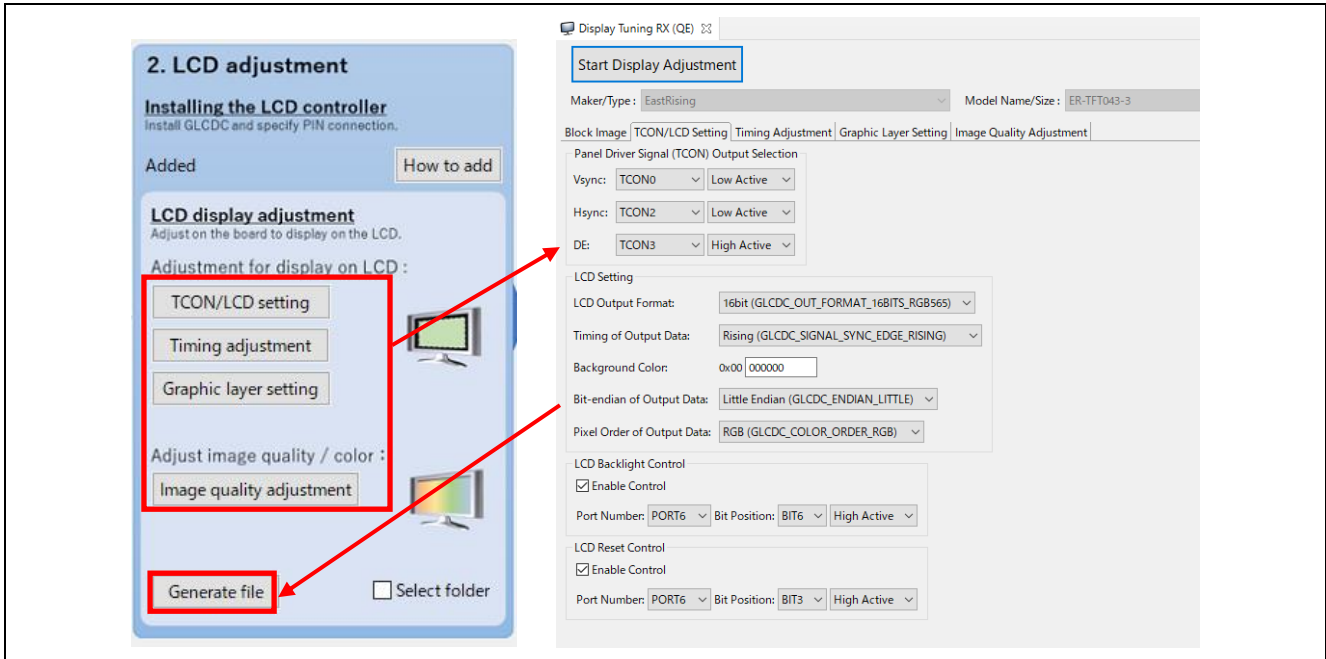 2. LCD adjustment
Installing the LCD controller
Install GLCDC and specify PIN connection.
Added
How to add
LCD display adjustment
Adjust on the board to display on the LCD.
Adjustment for display on LCD :
TCON/LCD setting
Timing adjustment
Graphic layer setting
Adjust image quality / color :
Image quality adjustment
Generate file
Select folder
Display Tuning RX (QE)
Start Display Adjustment
Maker/Type : EastRising Model Name/Size : ER-TFT043-3
Block Image TCON/LCD Setting Timing Adjustment Graphic Layer Setting Image Quality Adjustment
Panel Driver Signal (TCON) Output Selection
Vsync: TCON0 Low Active
Hsync: TCON2 Low Active
DE: TCON3 High Active
LCD Setting
LCD Output Format: 16bit (GLCDC_OUT_FORMAT_16BITS_RGB565)
Timing of Output Data: Rising (GLCDC_SIGNAL_SYNC_EDGE_RISING)
Background Color: 0x00 000000
Bit-endian of Output Data: Little Endian (GLCDC_ENDIAN_LITTLE)
Pixel Order of Output Data: RGB (GLCDC_COLOR_ORDER_RGB)
LCD Backlight Control
Enable Control
Port Number: PORT6 Bit Position: BIT6 High Active
LCD Reset Control
Enable Control
Port Number: PORT6 Bit Position: BIT3 High Active